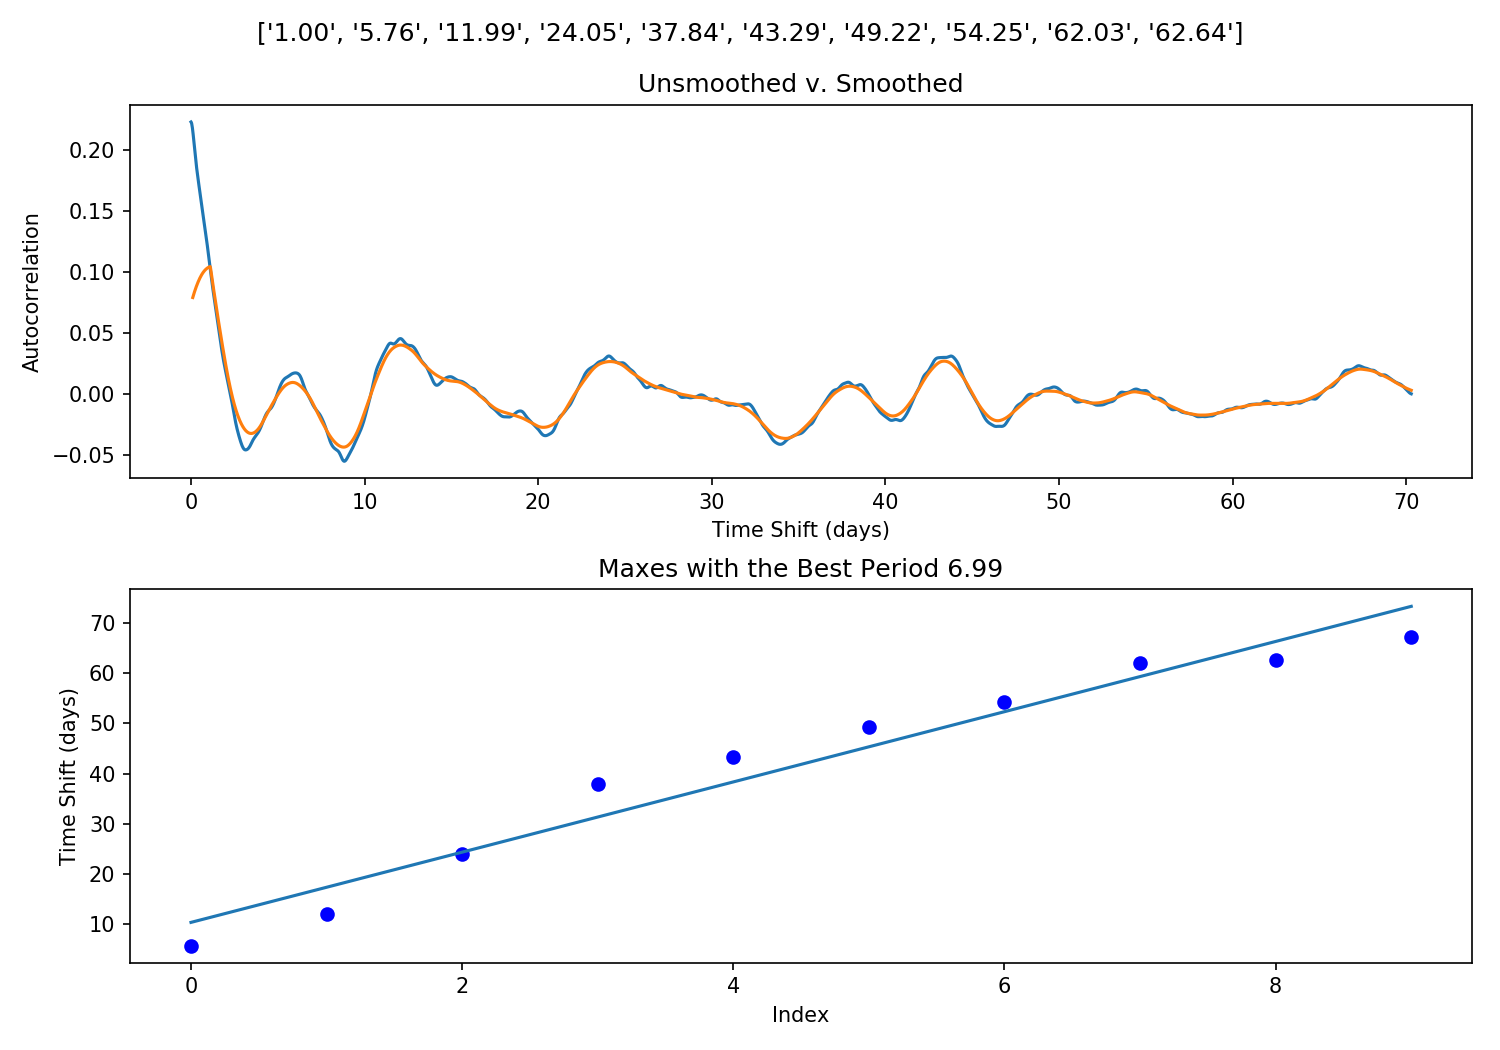 ['1.00', '5.76', '11.99', '24.05', '37.84', '43.29', '49.22', '54.25', '62.03', '62.64']
Unsmoothed v. Smoothed
Autocorrelation
0.20
0.15
0.10
0.05
0.00
−0.05
0 10 20 30 40 50 60 70
Time Shift (days)
Maxes with the Best Period 6.99
Time Shift (days)
70
60
50
40
30
20
10
0 2 4 6 8
Index